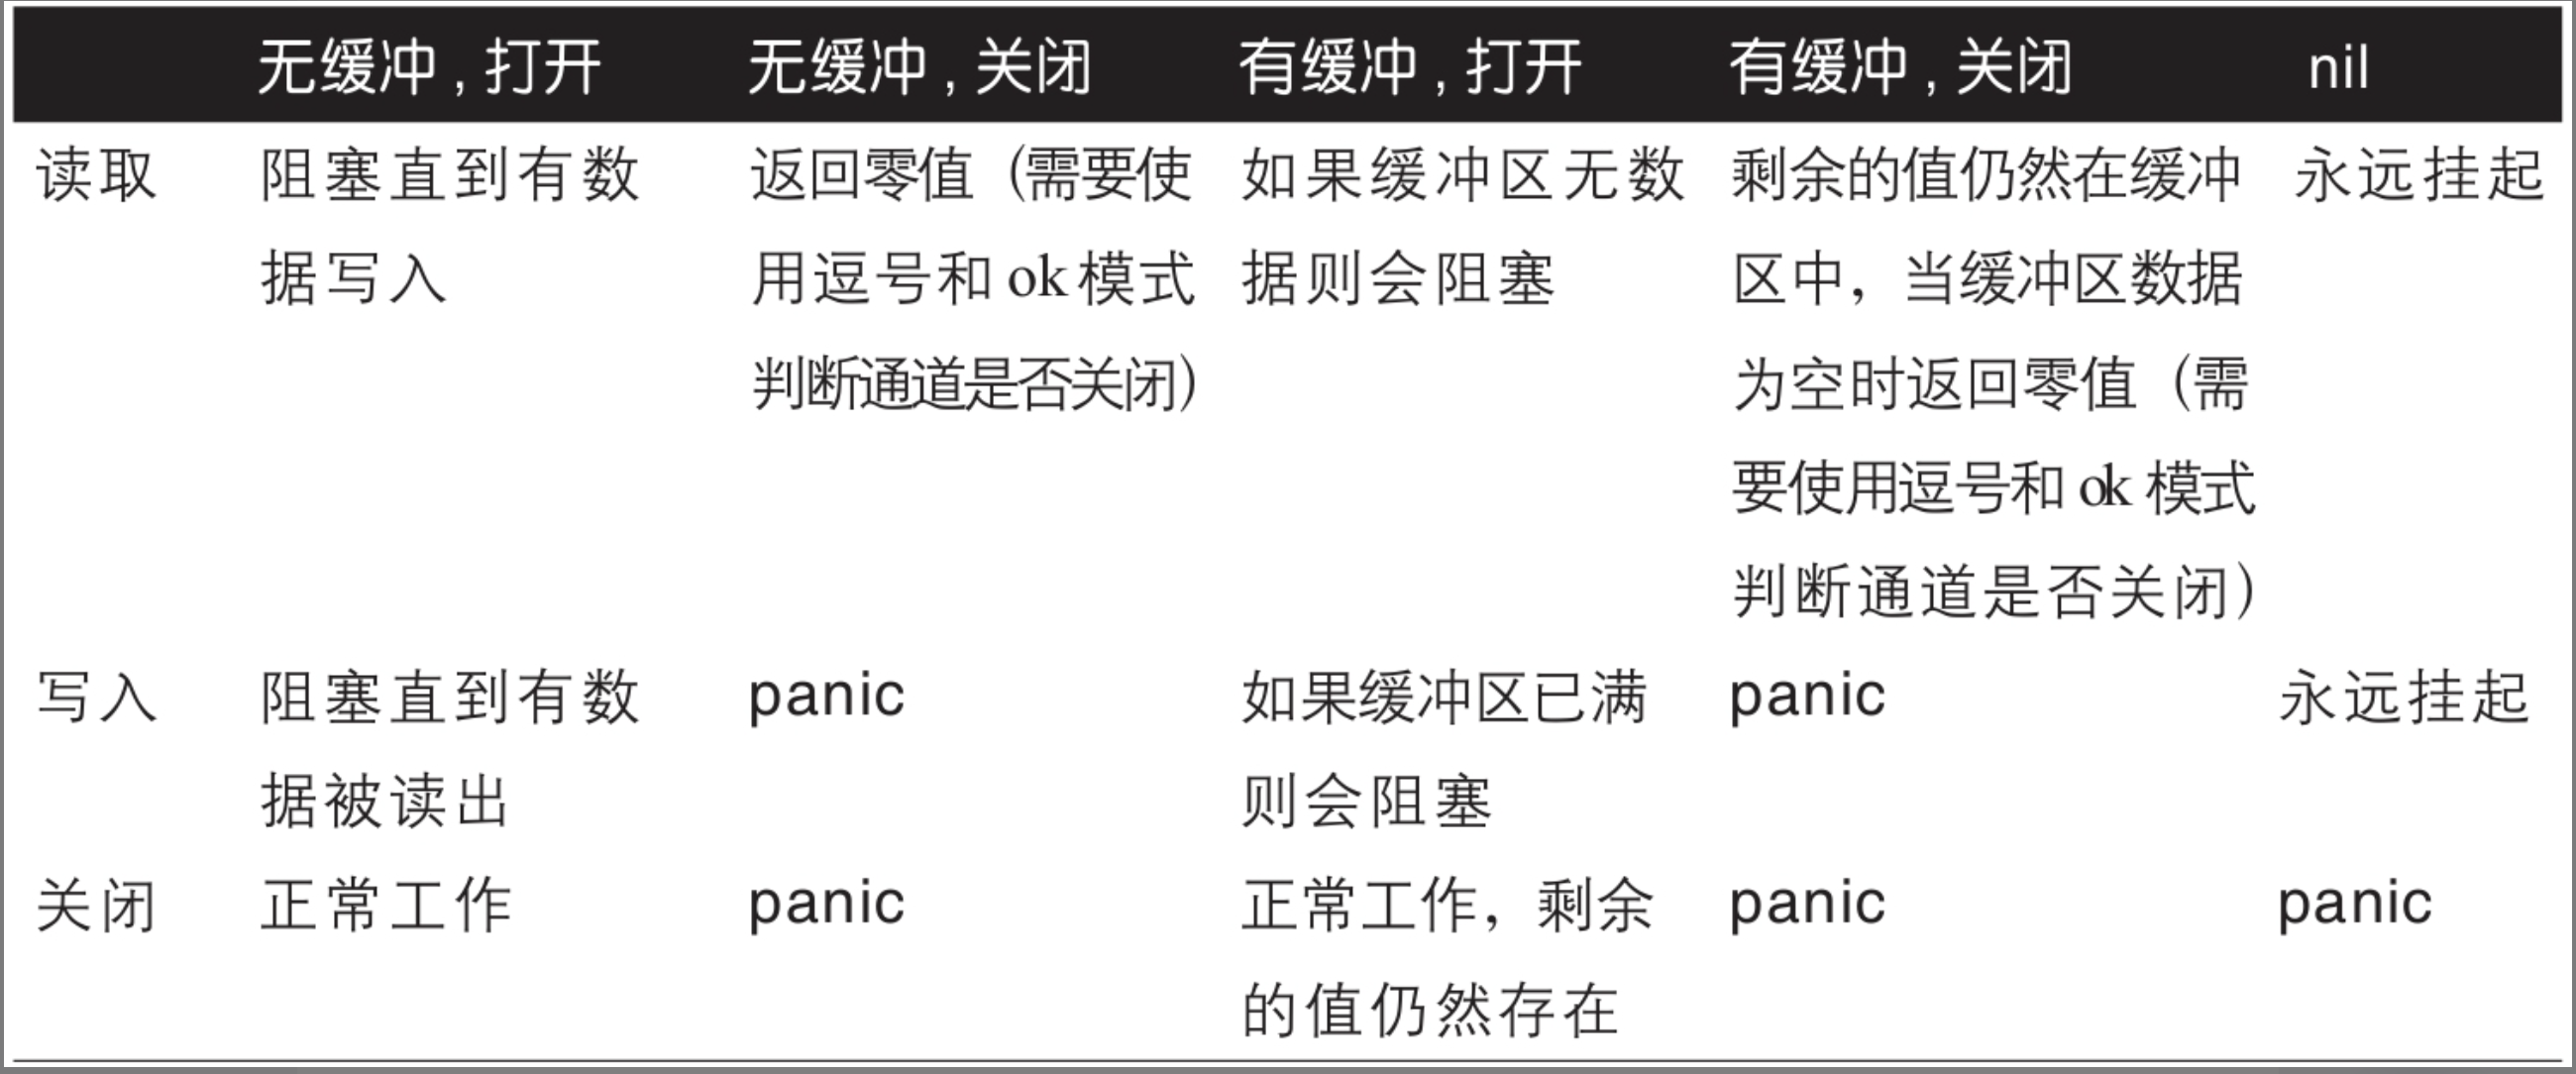 无缓冲，打开 无缓冲，关闭 有缓冲，打开 有缓冲，关闭 nil
读取 阻塞直到有数 返回零值（需要使 如果缓冲区无数 剩余的值仍然在缓冲 永远挂起
据写入 用逗号和 ok 模式 据则会阻塞 区中，当缓冲区数据
判断通道是否关闭） 为空时返回零值（需
要使用逗号和 ok 模式
判断通道是否关闭）
写入 阻塞直到有数 panic 如果缓冲区已满 panic 永远挂起
据被读出 则会阻塞
关闭 正常工作 panic 正常工作，剩余 panic panic
的值仍然存在